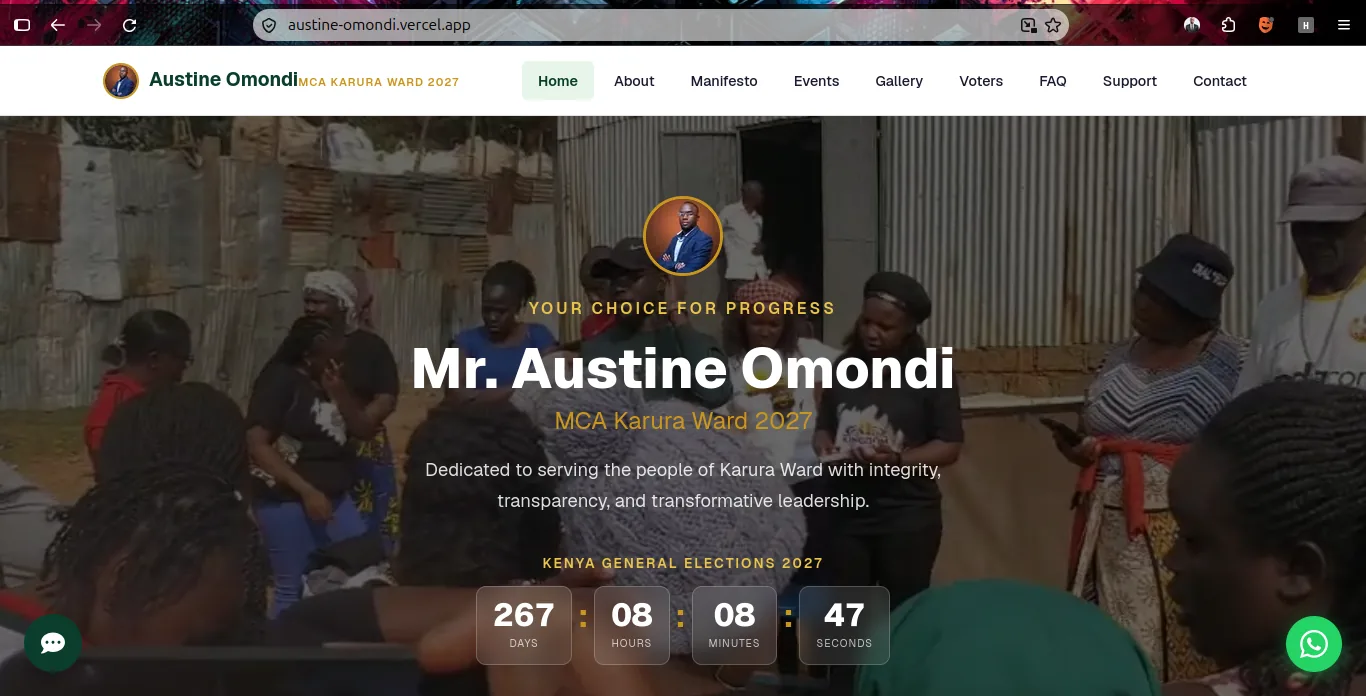 austine-omondi.vercel.app
H
Austine Omondi MCA KARURA WARD 2027
Home About Manifesto Events Gallery Voters FAQ Support Contact
YOUR CHOICE FOR PROGRESS
Mr. Austine Omondi
MCA Karura Ward 2027
Dedicated to serving the people of Karura Ward with integrity,
transparency, and transformative leadership.
KENYA GENERAL ELECTIONS 2027
267 : 08 : 08 : 47
DAYS HOURS MINUTES SECONDS